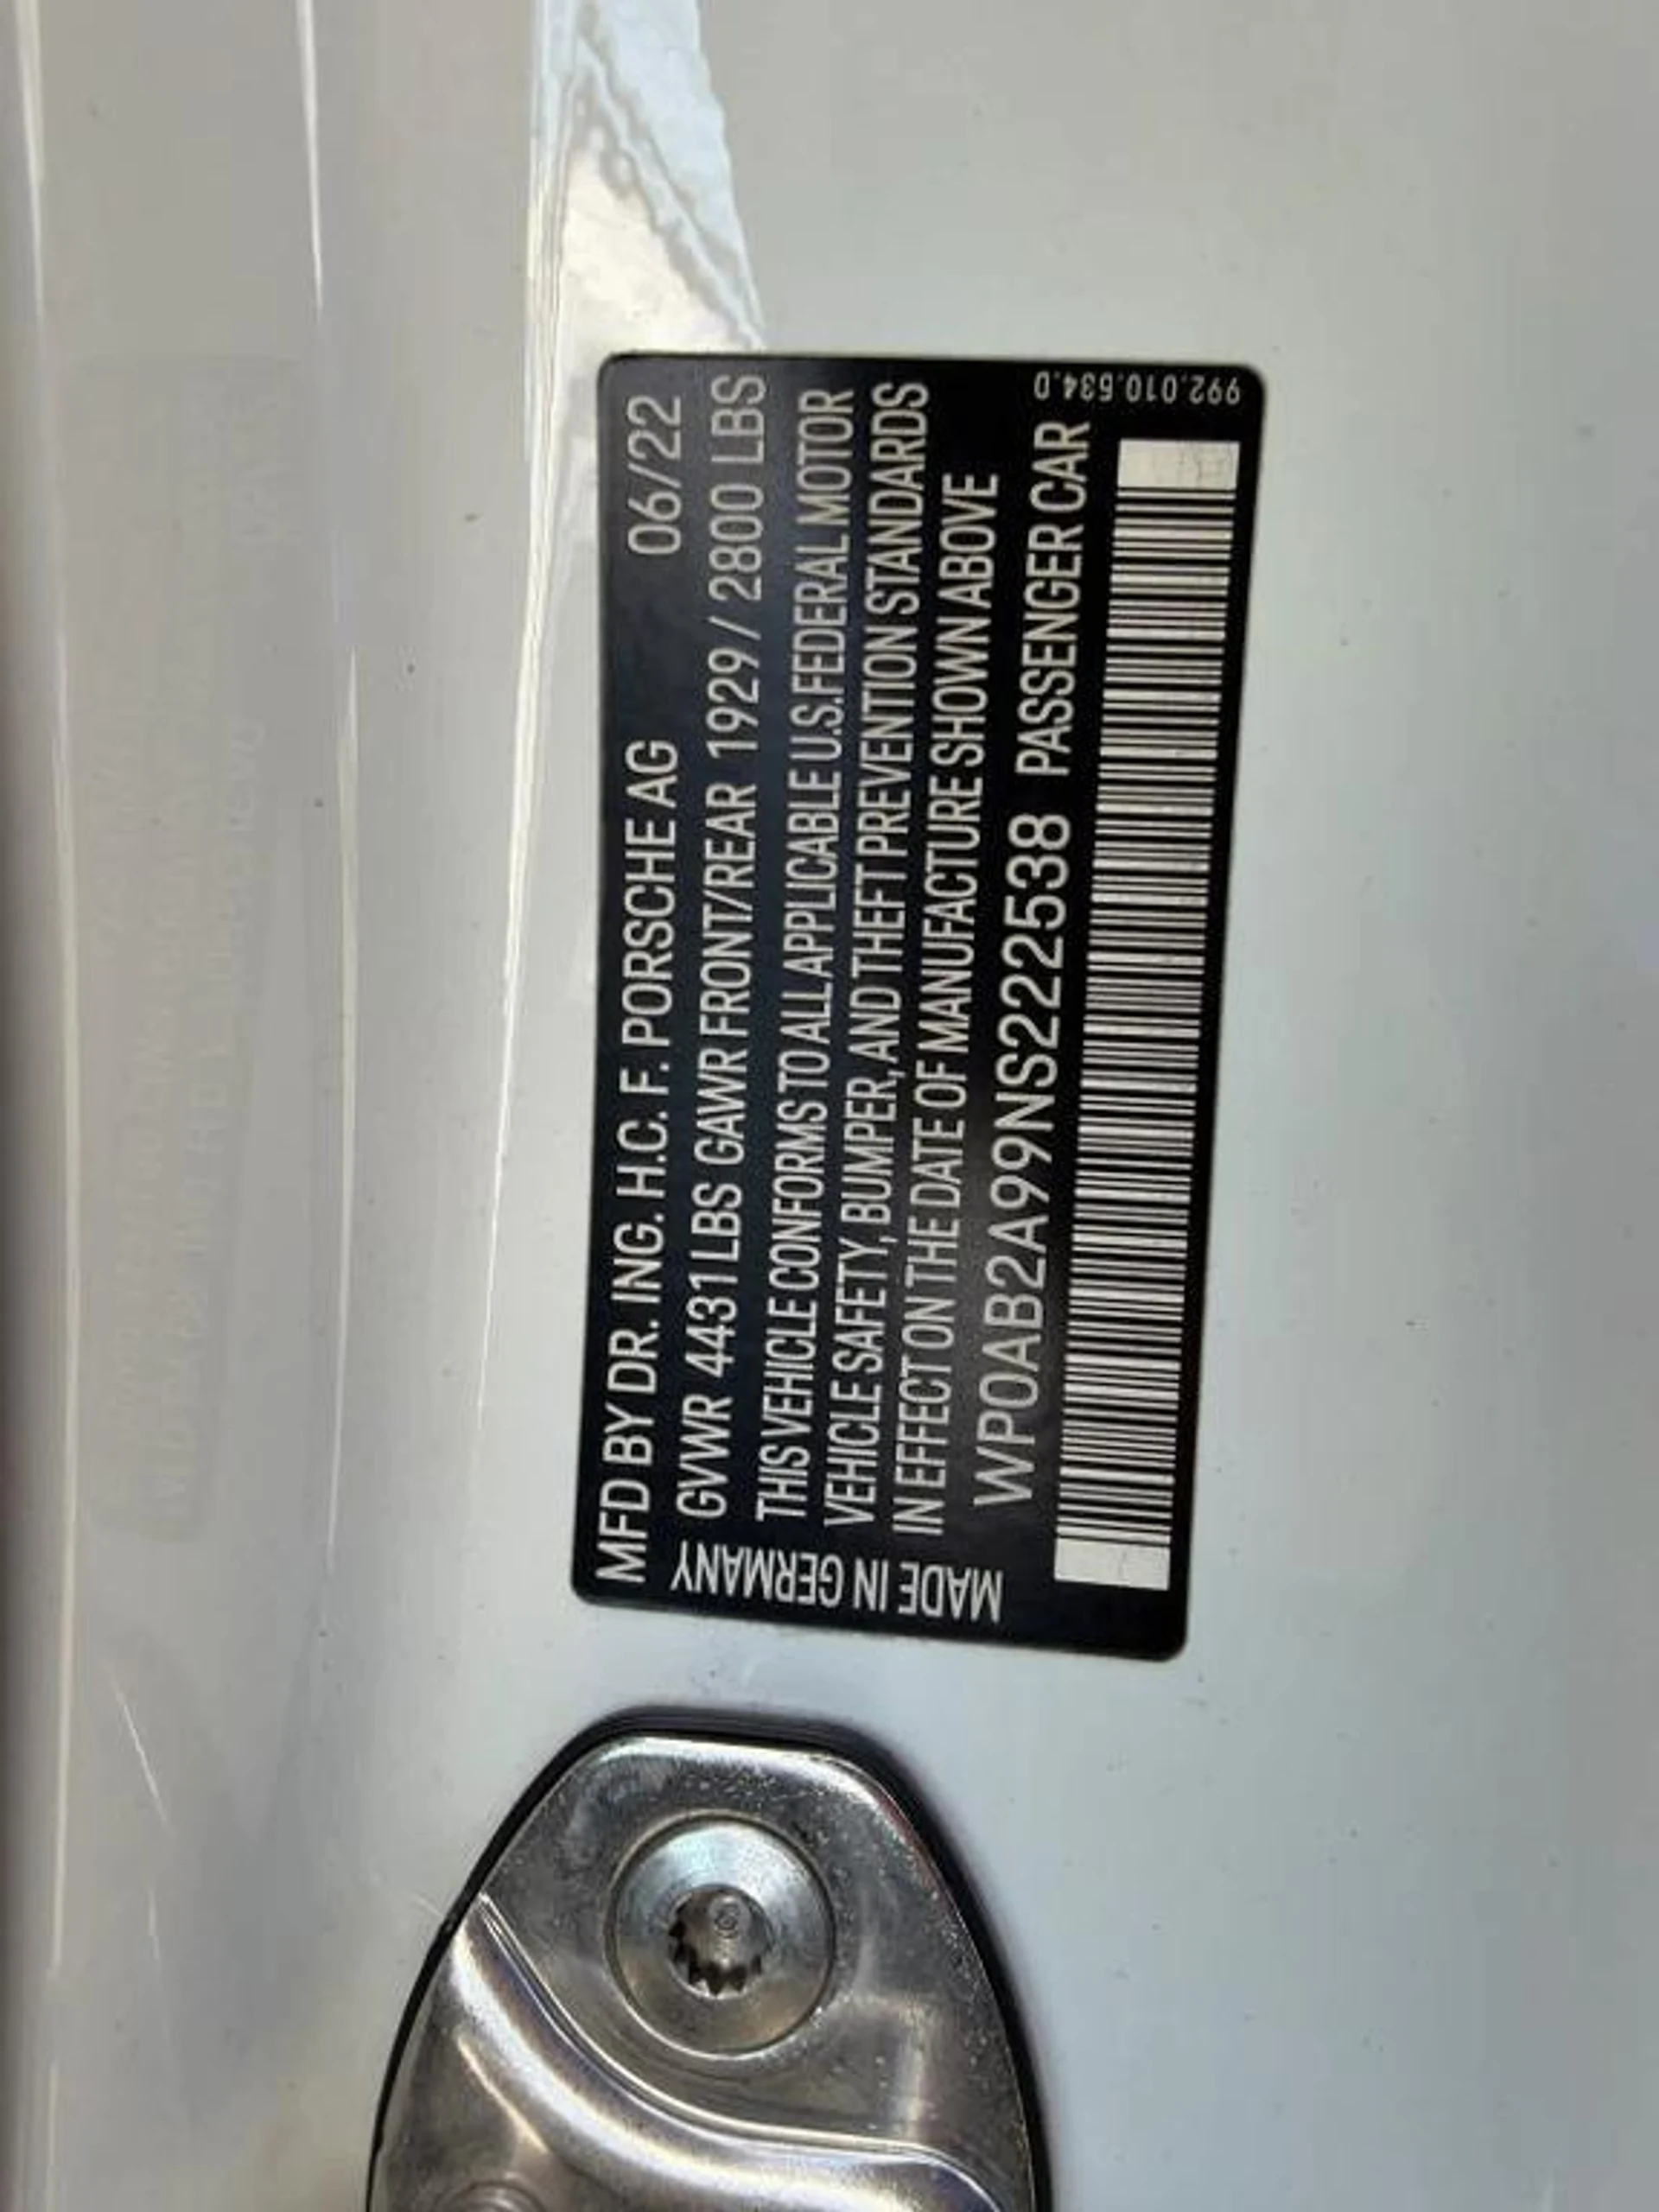 MFD BY DR. ING. H.C. F. PORSCHE AG 06/22
GVWR 4431 LBS GAWR FRONT/REAR 1929 / 2800 LBS
THIS VEHICLE CONFORMS TO ALL APPLICABLE U.S. FEDERAL MOTOR
VEHICLE SAFETY, BUMPER, AND THEFT PREVENTION STANDARDS
IN EFFECT ON THE DATE OF MANUFACTURE SHOWN ABOVE
WP0AB2A99NS222538 PASSENGER CAR
MADE IN GERMANY
992.010.534.D